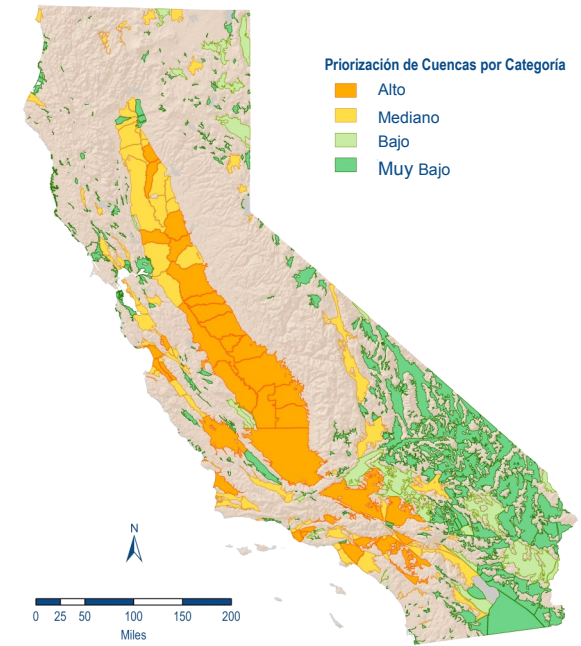 Priorización de Cuencas por Categoría
Alto
Mediano
Bajo
Muy Bajo
N
0 25 50 100 150 200
Miles